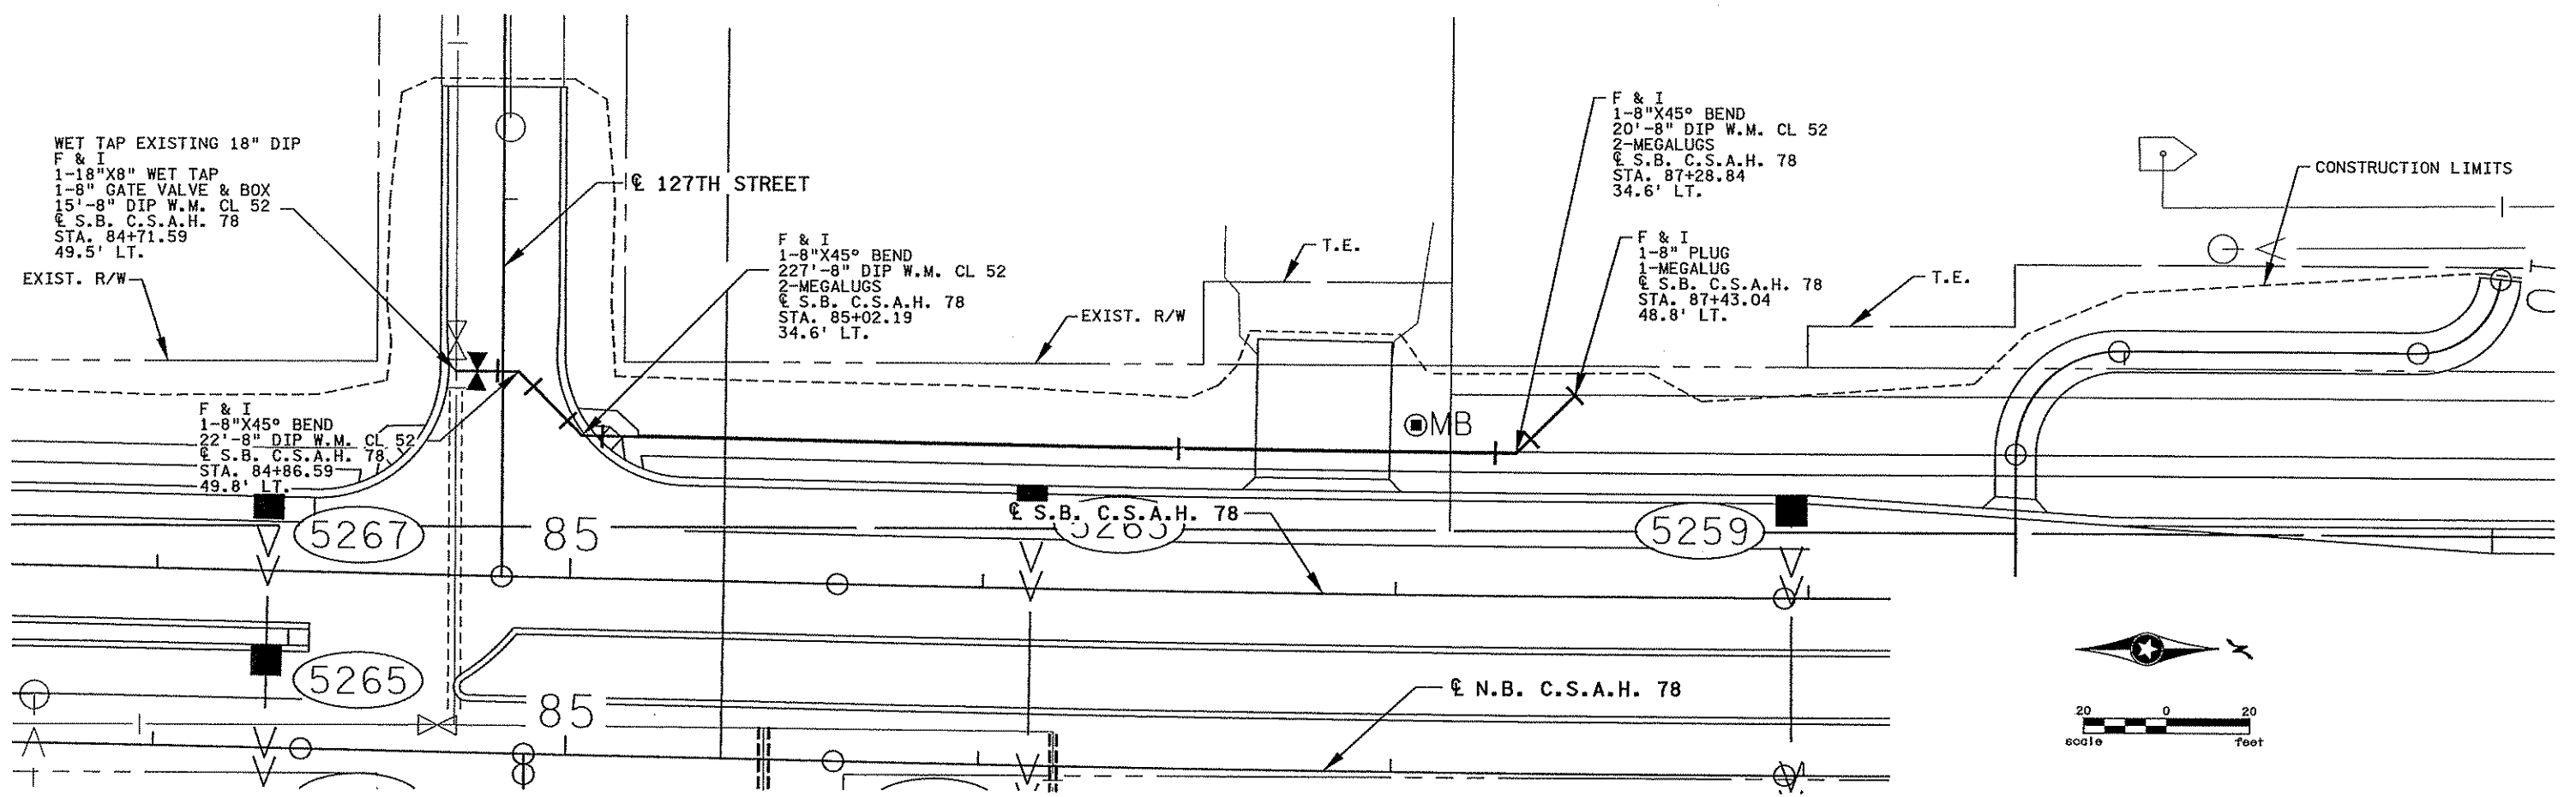 WET TAP EXISTING 18" DIP
F & I
1-18"X8" WET TAP
1-8" GATE VALVE & BOX
15'-8" DIP W.M. CL 52
℄ S.B. C.S.A.H. 78
STA. 84+71.59
49.5' LT.
EXIST. R/W
℄ 127TH STREET
F & I
1-8"X45° BEND
227'-8" DIP W.M. CL 52
2-MEGALUGS
℄ S.B. C.S.A.H. 78
STA. 85+02.19
34.6' LT.
EXIST. R/W
T.E.
F & I
1-8"X45° BEND
20'-8" DIP W.M. CL 52
2-MEGALUGS
℄ S.B. C.S.A.H. 78
STA. 87+28.84
34.6' LT.
F & I
1-8" PLUG
1-MEGALUG
℄ S.B. C.S.A.H. 78
STA. 87+43.04
48.8' LT.
T.E.
CONSTRUCTION LIMITS
F & I
1-8"X45° BEND
22'-8" DIP W.M. CL 52
℄ S.B. C.S.A.H. 78
STA. 84+86.59
49.8' LT.
MB
5267
85
℄ S.B. C.S.A.H. 78
5263
5259
5265
85
℄ N.B. C.S.A.H. 78
20 0 20
scale feet